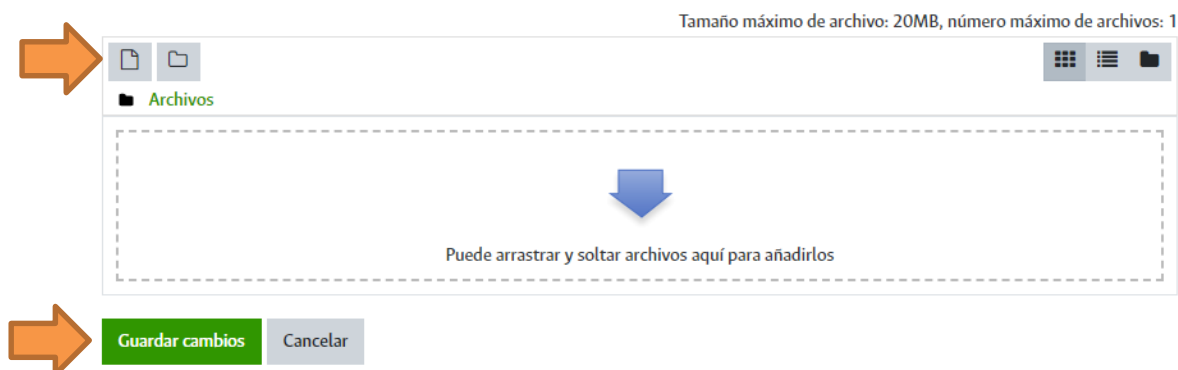 Tamaño máximo de archivo: 20MB, número máximo de archivos: 1
Archivos
Puede arrastrar y soltar archivos aquí para añadirlos
Guardar cambios Cancelar